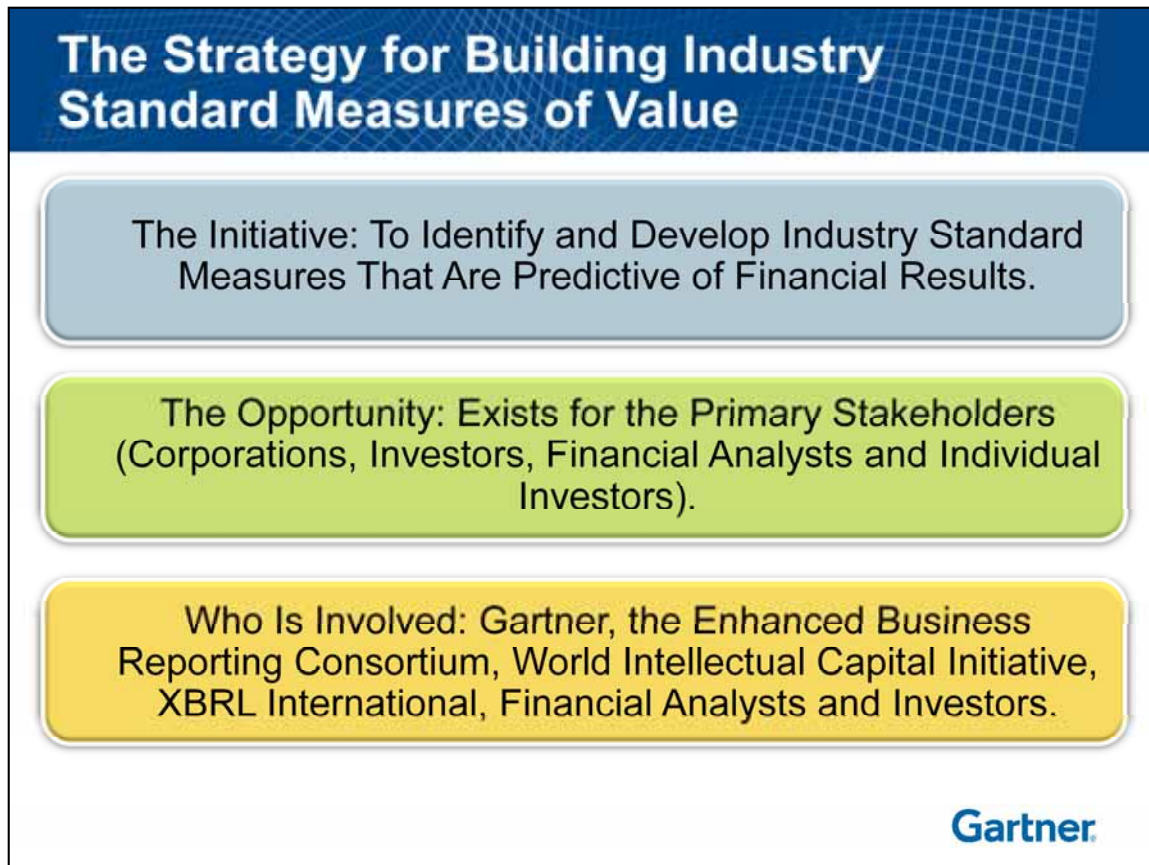 The Strategy for Building Industry
Standard Measures of Value
The Initiative: To Identify and Develop Industry Standard
Measures That Are Predictive of Financial Results.
The Opportunity: Exists for the Primary Stakeholders
(Corporations, Investors, Financial Analysts and Individual
Investors).
Who Is Involved: Gartner, the Enhanced Business
Reporting Consortium, World Intellectual Capital Initiative,
XBRL International, Financial Analysts and Investors.
Gartner®